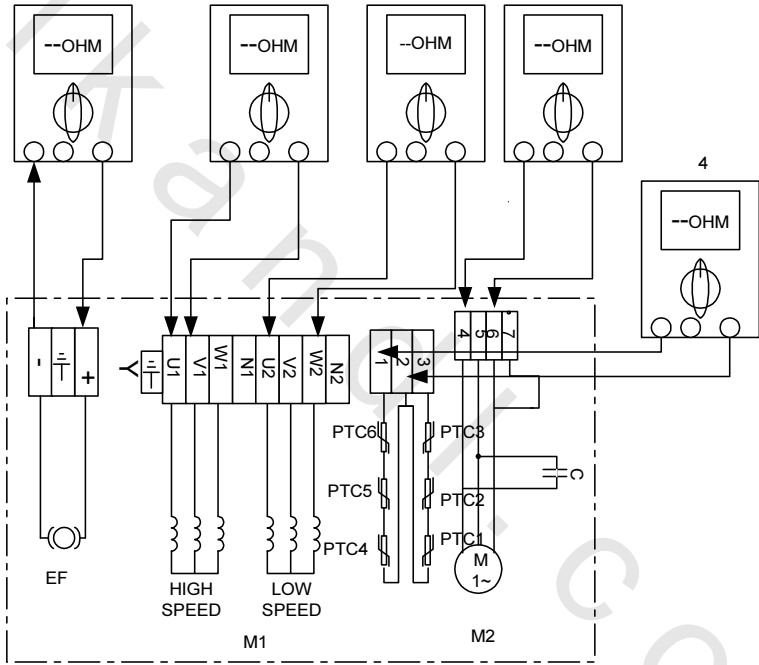 --OHM
--OHM
--OHM
--OHM
4
--OHM
-
+
U1
V1
W1
N1
U2
V2
W2
N2
1
2
3
4
5
6
7
PTC6
PTC3
PTC5
PTC2
PTC4
PTC1
C
M
1~
EF
HIGH
SPEED
LOW
SPEED
M1
M2